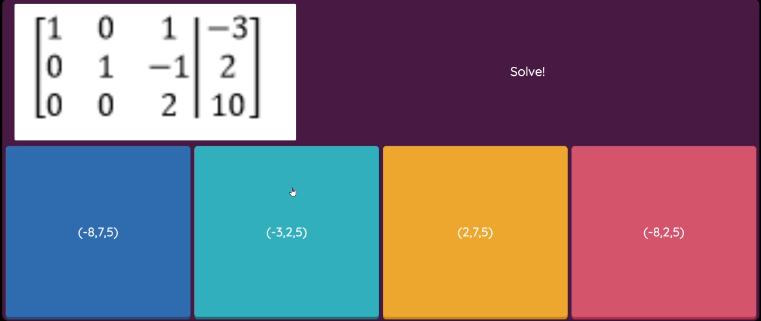 1 0 1 | −3
0 1 −1 | 2
0 0 2 | 10
Solve!
(-8,7,5)
(-3,2,5)
(2,7,5)
(-8,2,5)